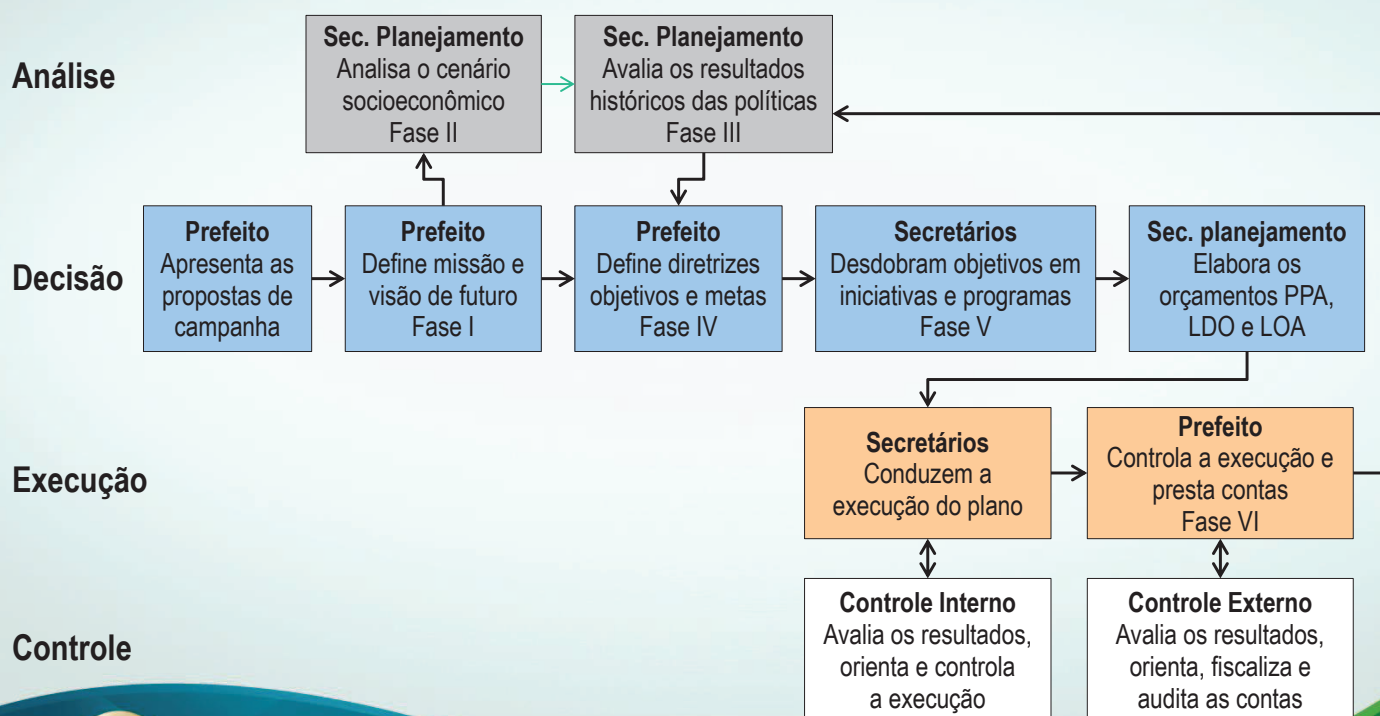 Análise
Sec. Planejamento
Analisa o cenário
socioeconômico
Fase II
Sec. Planejamento
Avalia os resultados
históricos das políticas
Fase III
Decisão
Prefeito
Apresenta as
propostas de
campanha
Prefeito
Define missão e
visão de futuro
Fase I
Prefeito
Define diretrizes
objetivos e metas
Fase IV
Secretários
Desdobram objetivos em
iniciativas e programas
Fase V
Sec. planejamento
Elabora os
orçamentos PPA,
LDO e LOA
Execução
Secretários
Conduzem a
execução do plano
Prefeito
Controla a execução e
presta contas
Fase VI
Controle
Controle Interno
Avalia os resultados,
orienta e controla
a execução
Controle Externo
Avalia os resultados,
orienta, fiscaliza e
audita as contas